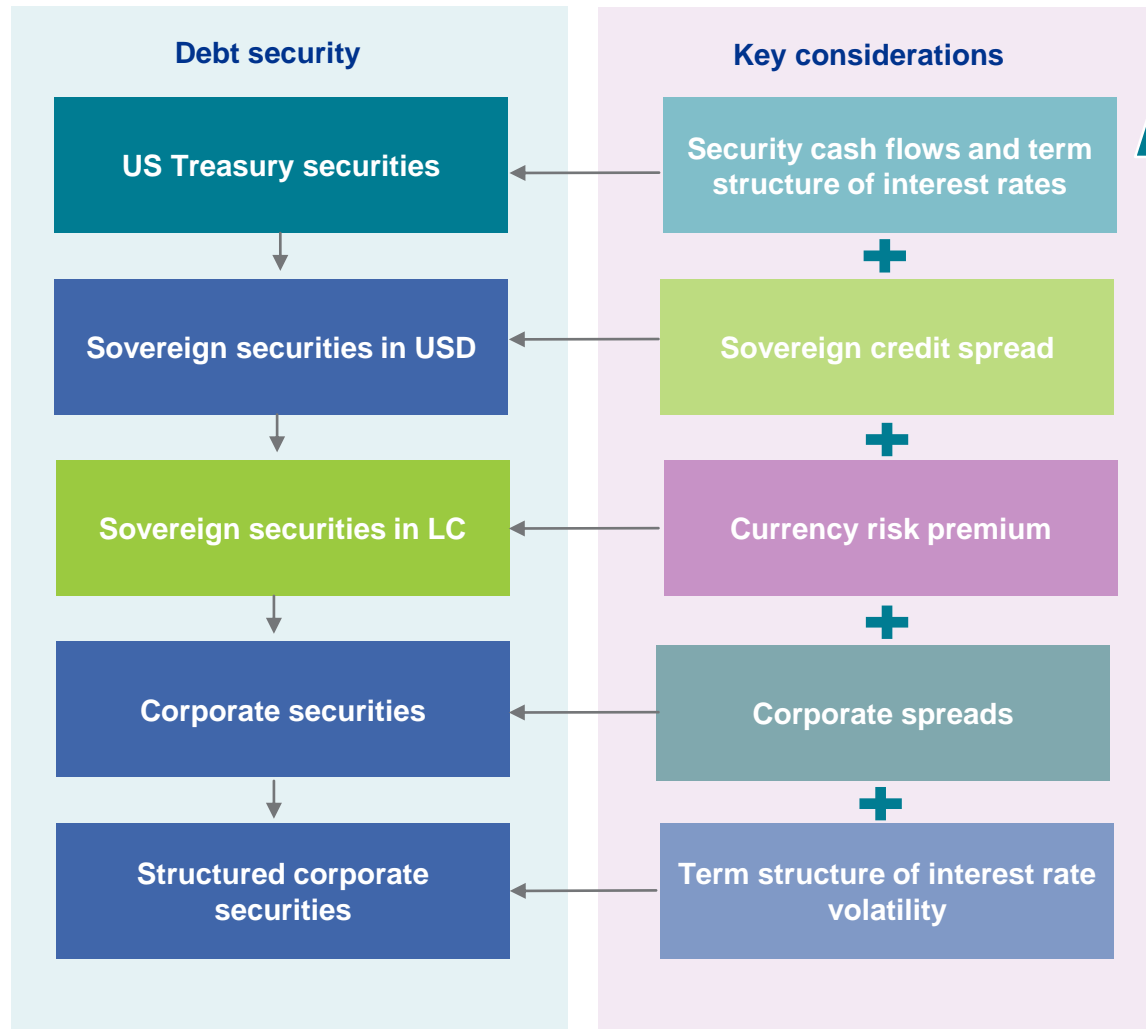 Debt security
Key considerations
US Treasury securities
Security cash flows and term
structure of interest rates
Sovereign securities in USD
Sovereign credit spread
Sovereign securities in LC
Currency risk premium
Corporate securities
Corporate spreads
Structured corporate
securities
Term structure of interest rate
volatility